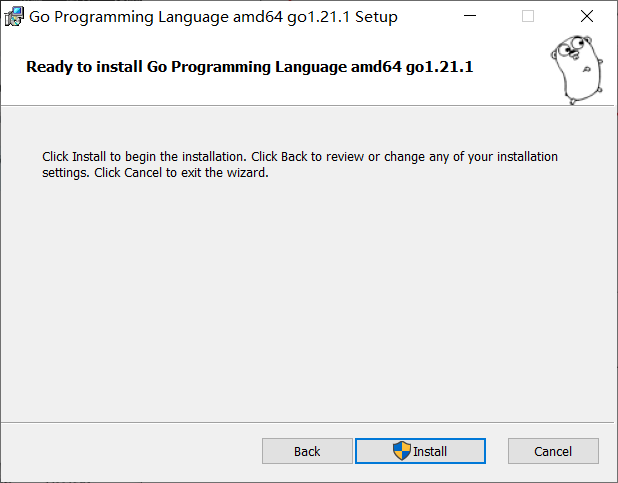 Go Programming Language amd64 go1.21.1 Setup
Ready to install Go Programming Language amd64 go1.21.1
Click Install to begin the installation. Click Back to review or change any of your installation
settings. Click Cancel to exit the wizard.
Back
Install
Cancel